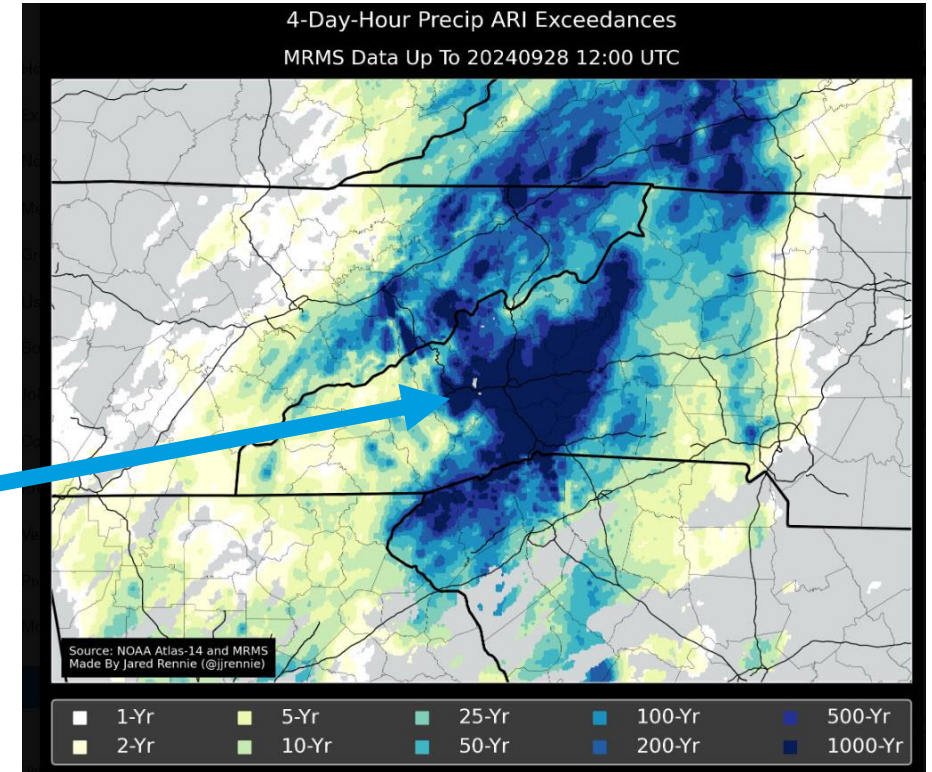 4-Day-Hour Precip ARI Exceedances
MRMS Data Up To 20240928 12:00 UTC
Source: NOAA Atlas-14 and MRMS
Made By Jared Rennie (@jjrennie)
1-Yr 5-Yr 25-Yr 100-Yr 500-Yr
2-Yr 10-Yr 50-Yr 200-Yr 1000-Yr